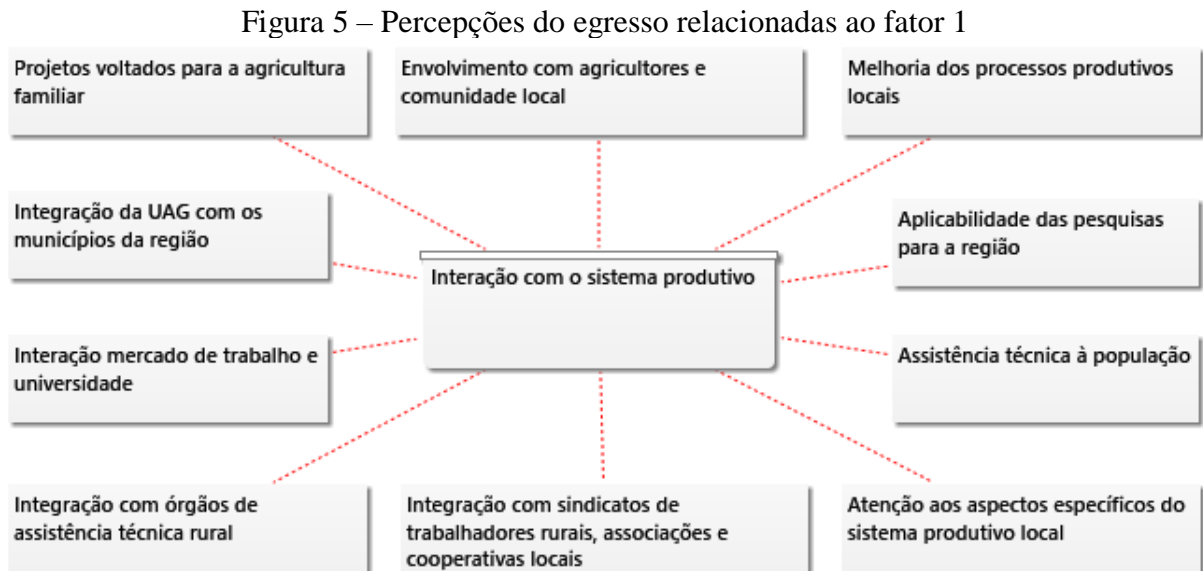 Figura 5 – Percepções do egresso relacionadas ao fator 1
Projetos voltados para a agricultura
familiar
Envolvimento com agricultores e
comunidade local
Melhoria dos processos produtivos
locais
Integração da UAG com os
municípios da região
Interação com o sistema produtivo
Aplicabilidade das pesquisas
para a região
Interação mercado de trabalho e
universidade
Assistência técnica à população
Integração com órgãos de
assistência técnica rural
Integração com sindicatos de
trabalhadores rurais, associações e
cooperativas locais
Atenção aos aspectos específicos do
sistema produtivo local